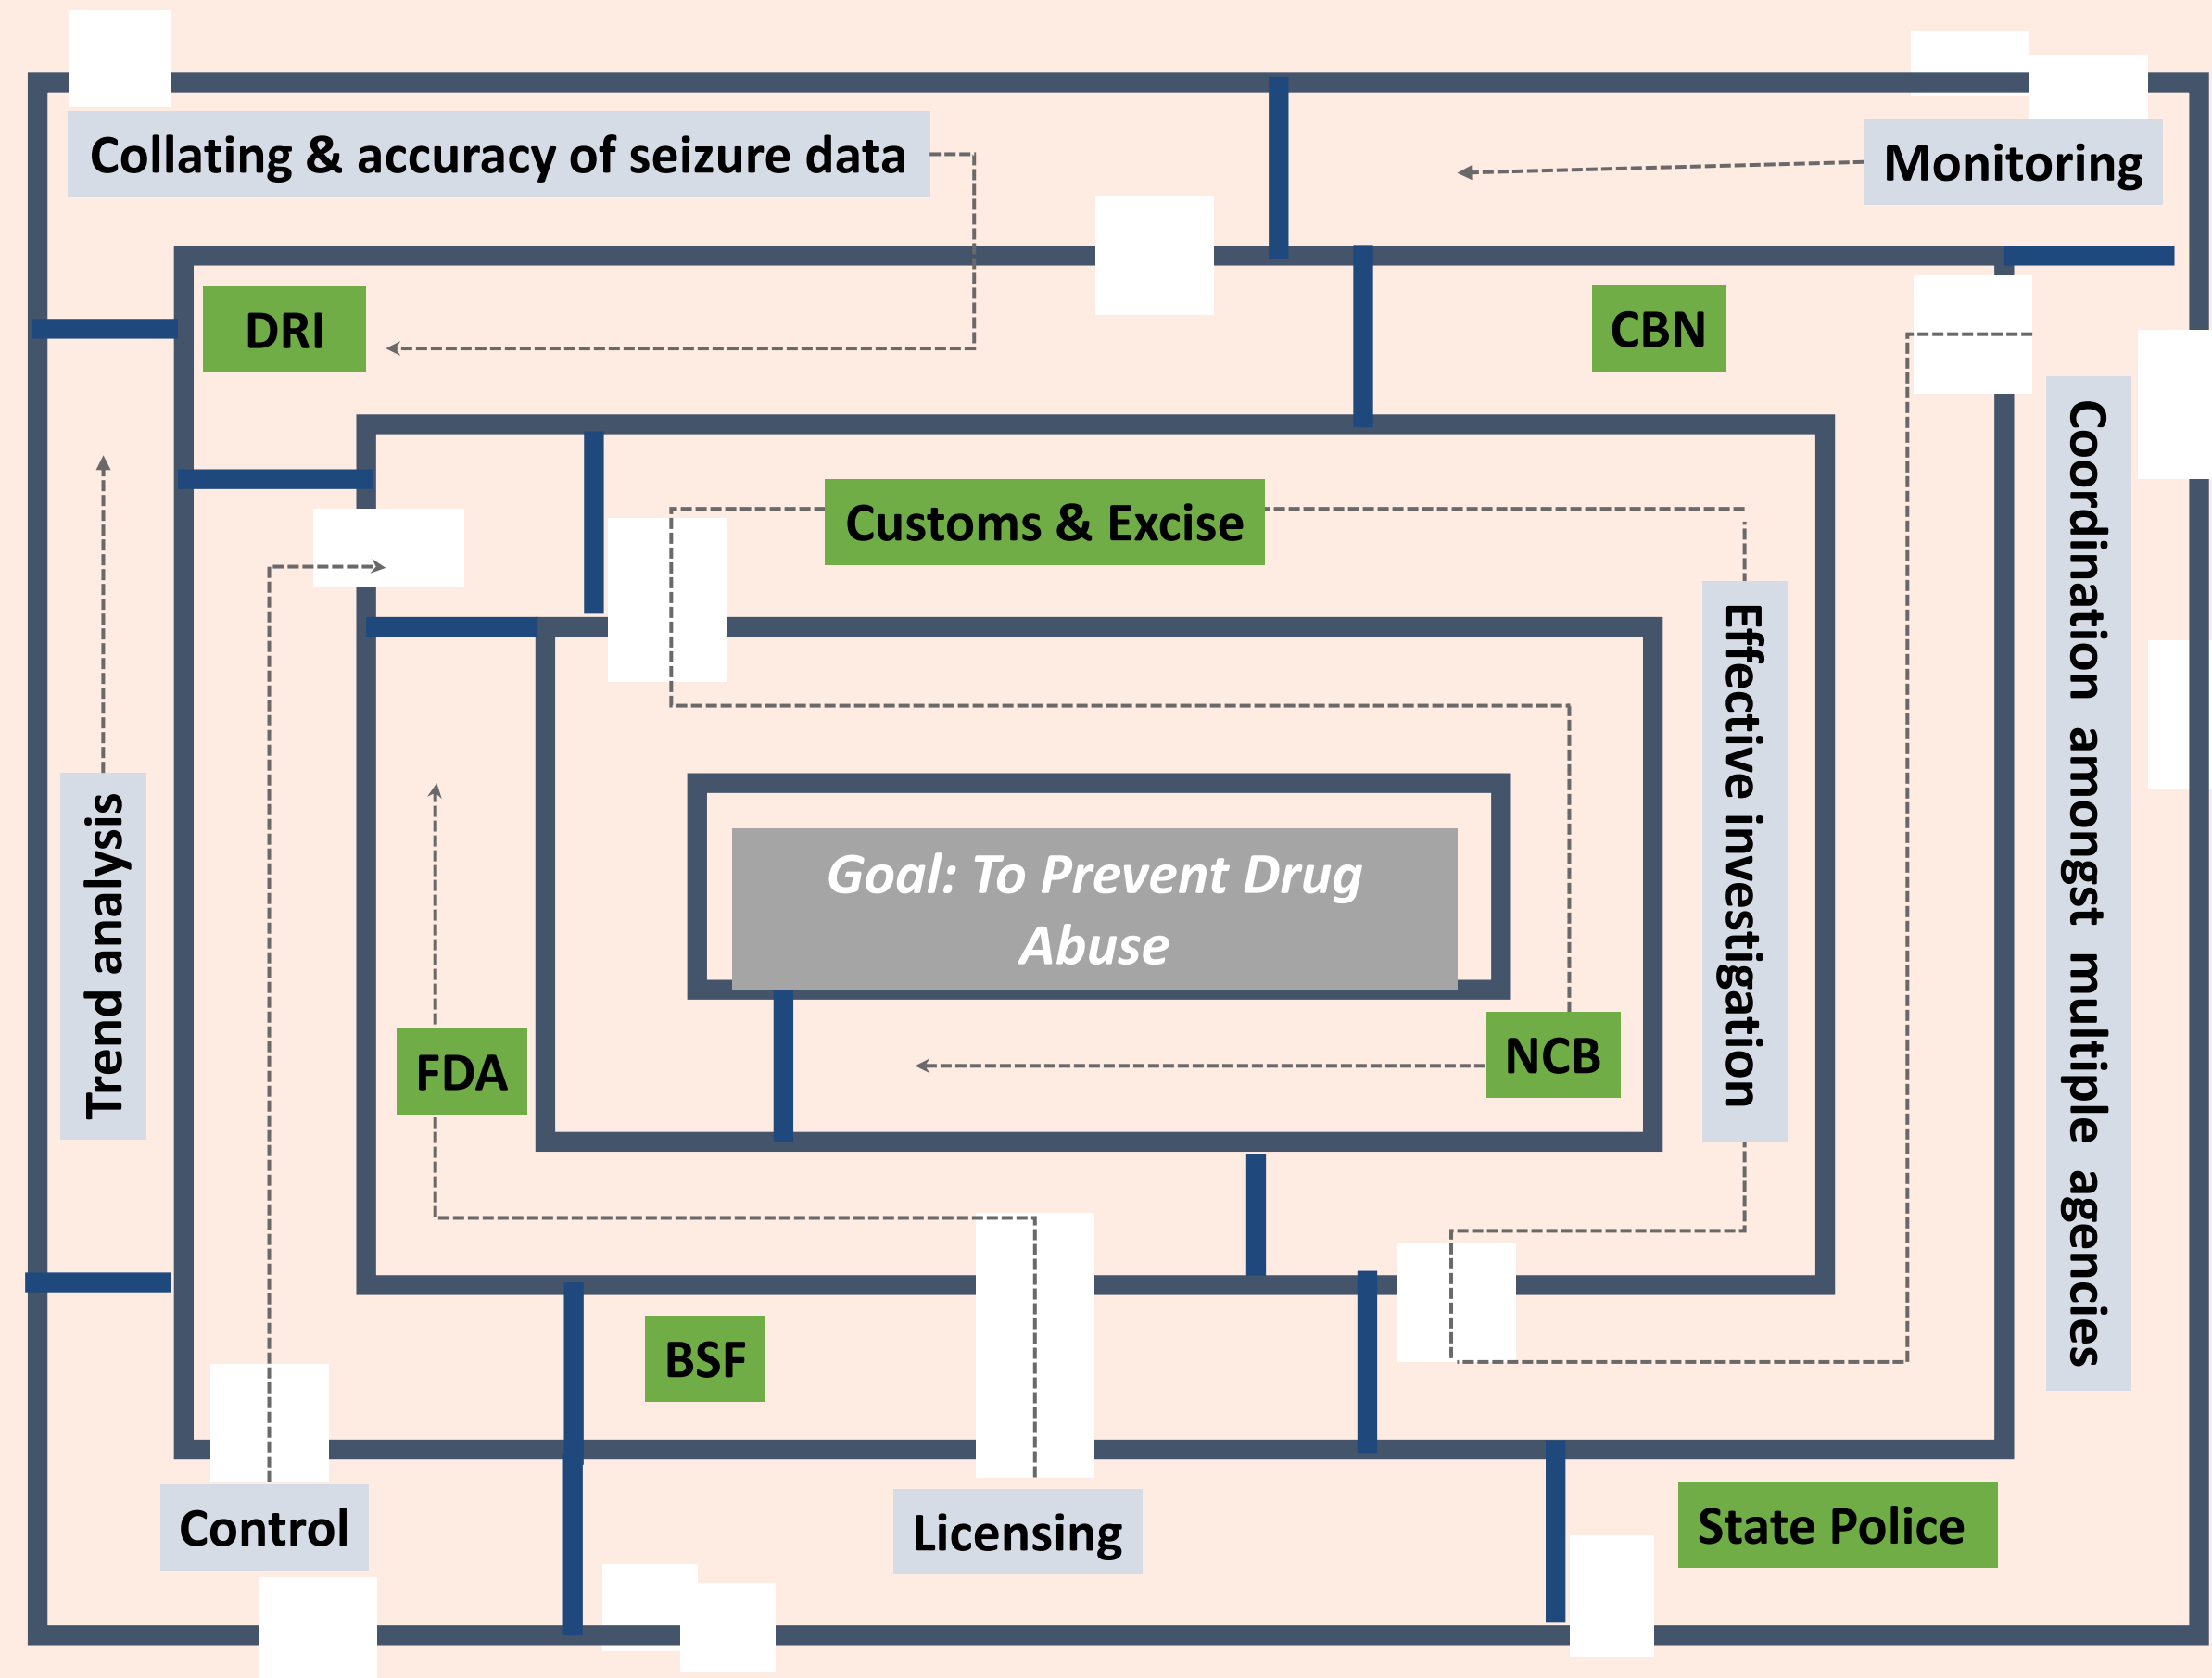 Collating & accuracy of seizure data
Monitoring
DRI
CBN
Customs & Excise
Coordination amongst multiple agencies
Effective investigation
Trend analysis
Goal: To Prevent Drug
Abuse
FDA
NCB
BSF
Control
Licensing
State Police